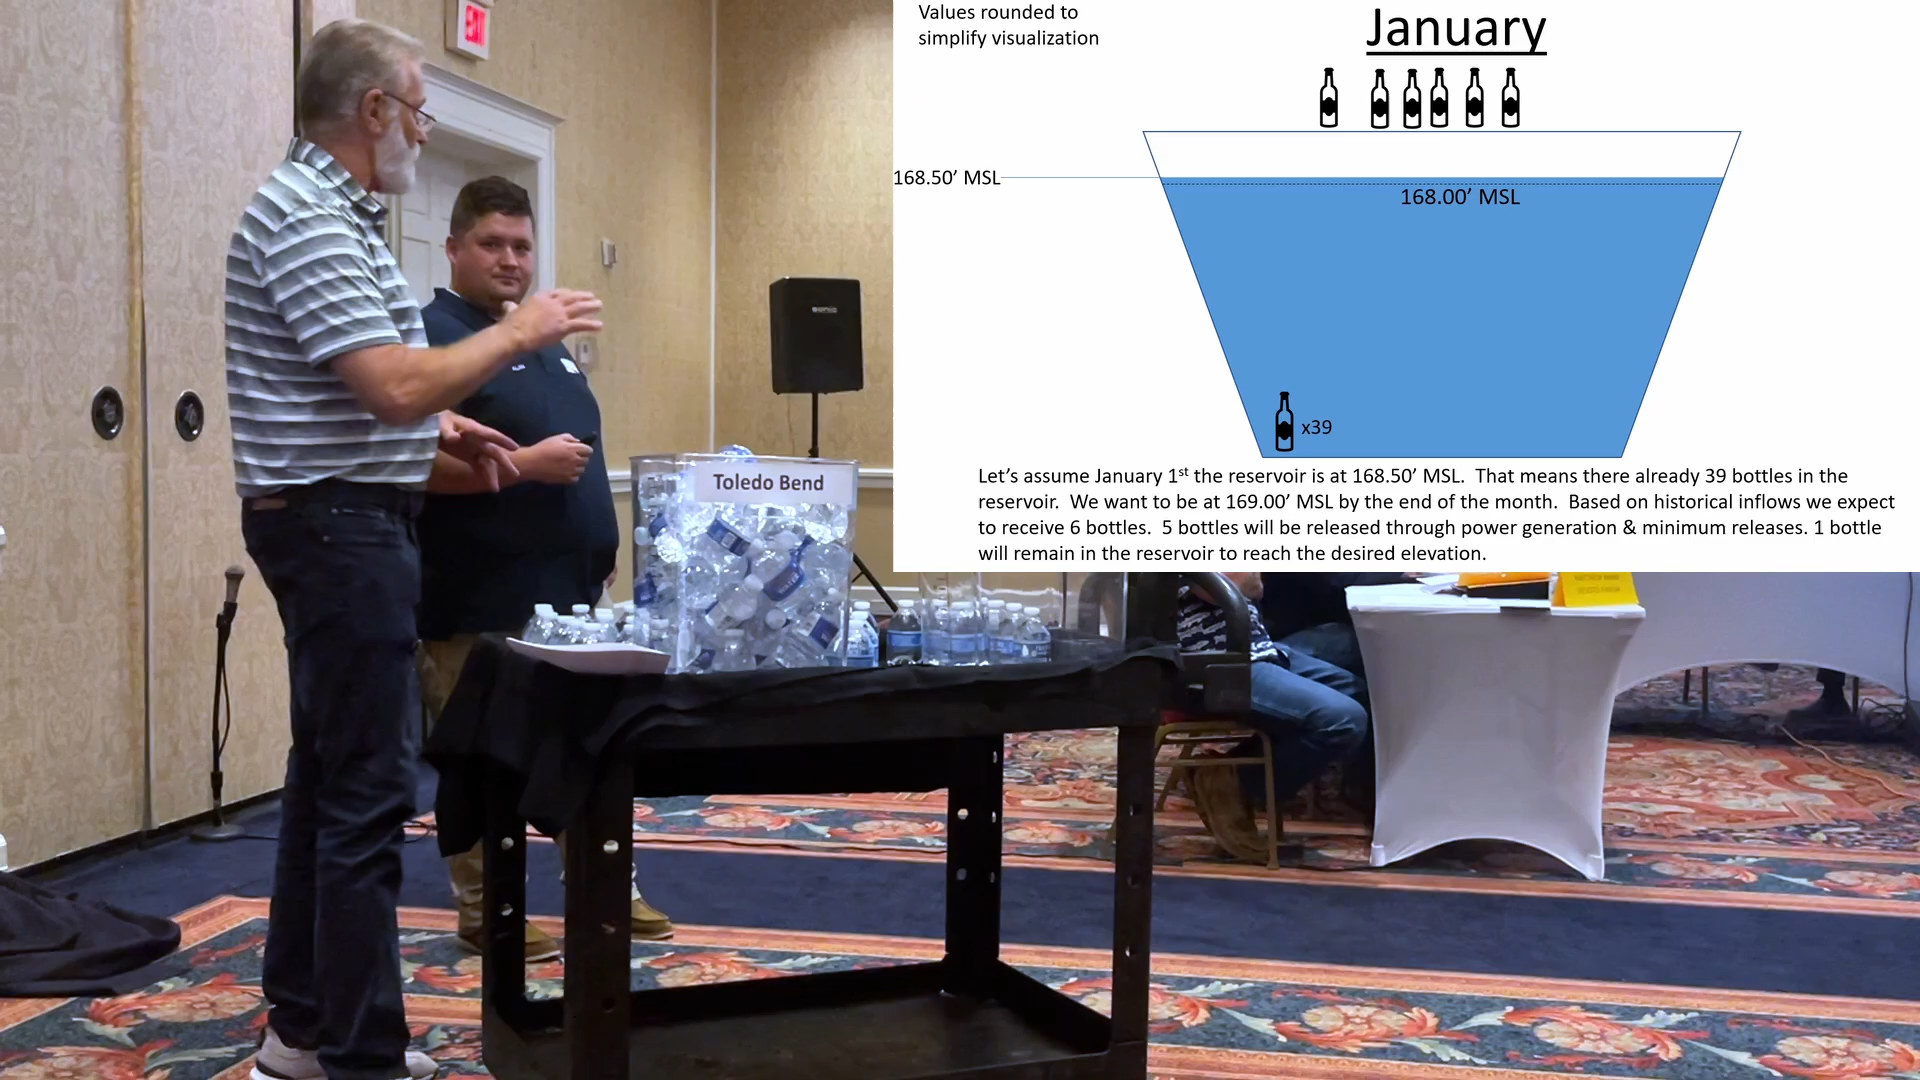 Values rounded to
simplify visualization
January
168.50’ MSL
168.00’ MSL
x39
Let’s assume January 1st the reservoir is at 168.50’ MSL. That means there already 39 bottles in the
reservoir. We want to be at 169.00’ MSL by the end of the month. Based on historical inflows we expect
to receive 6 bottles. 5 bottles will be released through power generation & minimum releases. 1 bottle
will remain in the reservoir to reach the desired elevation.
EXIT
Toledo Bend